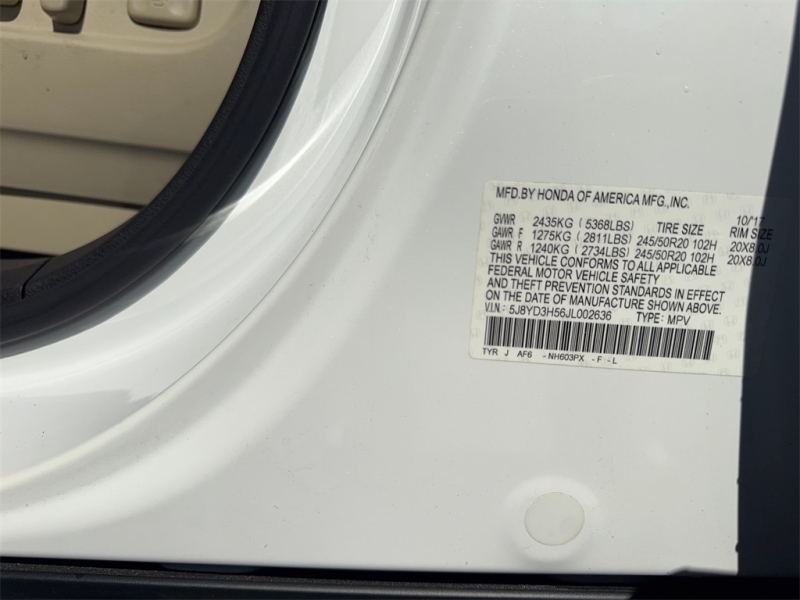 MFD.BY HONDA OF AMERICA MFG.,INC. 10/17
GVWR 2435KG ( 5368LBS) TIRE SIZE RIM SIZE
GAWR F 1275KG ( 2811LBS) 245/50R20 102H 20X8.0J
GAWR R 1240KG ( 2734LBS) 245/50R20 102H 20X8.0J
THIS VEHICLE CONFORMS TO ALL APPLICABLE
FEDERAL MOTOR VEHICLE SAFETY
AND THEFT PREVENTION STANDARDS IN EFFECT
ON THE DATE OF MANUFACTURE SHOWN ABOVE.
V.I.N.: 5J8YD3H56JL002636 TYPE: MPV
TYR J AF6 - NH603PX - F - L